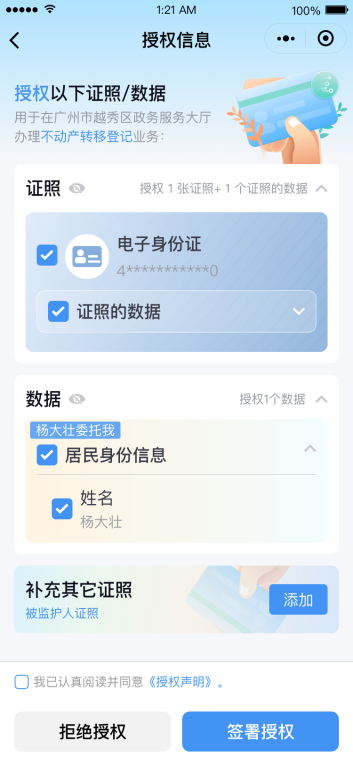 1:21 AM
100%
授权信息
授权以下证照/数据
用于在广州市越秀区政务服务大厅
办理不动产转移登记业务：
证照
授权 1 张证照+ 1 个证照的数据
电子身份证
4***********0
证照的数据
数据
授权1个数据
杨大壮委托我
居民身份信息
姓名
杨大壮
补充其它证照
被监护人证照
添加
我已认真阅读并同意《授权声明》。
拒绝授权
签署授权